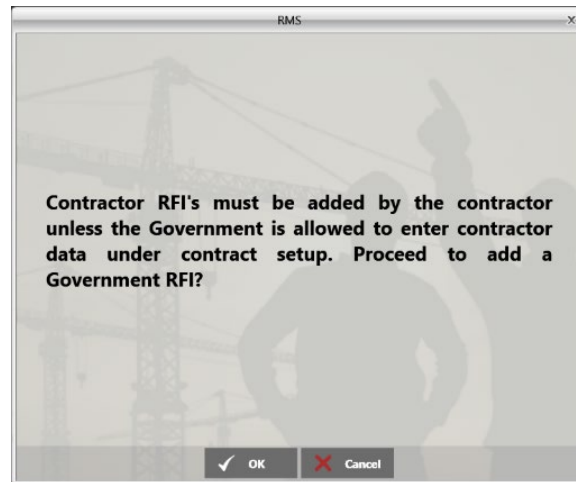 RMS
X
Contractor RFI's must be added by the contractor
unless the Government is allowed to enter contractor
data under contract setup. Proceed to add a
Government RFI?
OK
Cancel